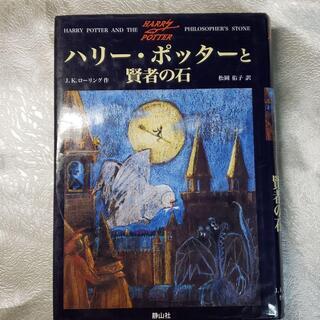 HARRY POTTER AND THE PHILOSOPHER'S STONE
HARRY
POTTER
ハリー・ポッターと
賢者の石
J.K.ローリング 作
松岡 佑子 訳
賢者の石
静山社